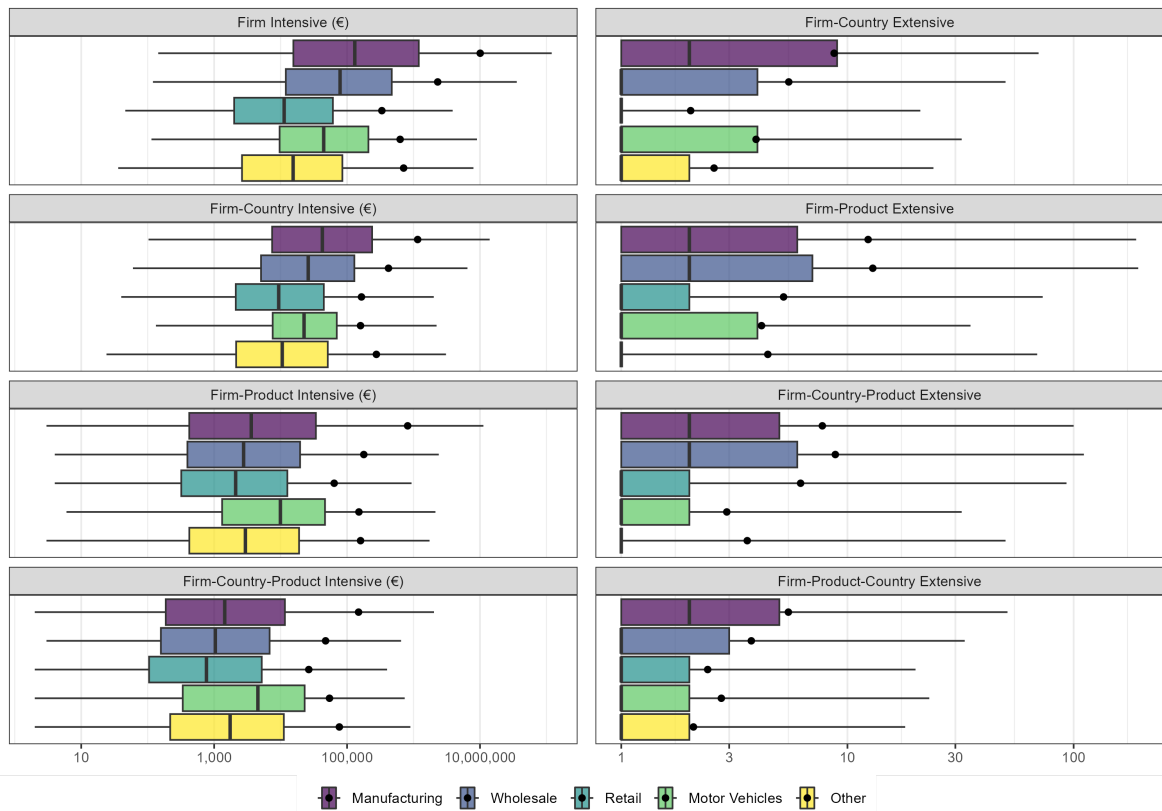 Firm Intensive (€)
Firm-Country Extensive
Firm-Country Intensive (€)
Firm-Product Extensive
Firm-Product Intensive (€)
Firm-Country-Product Extensive
Firm-Country-Product Intensive (€)
Firm-Product-Country Extensive
10 1,000 100,000 10,000,000
1 3 10 30 100
Manufacturing Wholesale Retail Motor Vehicles Other